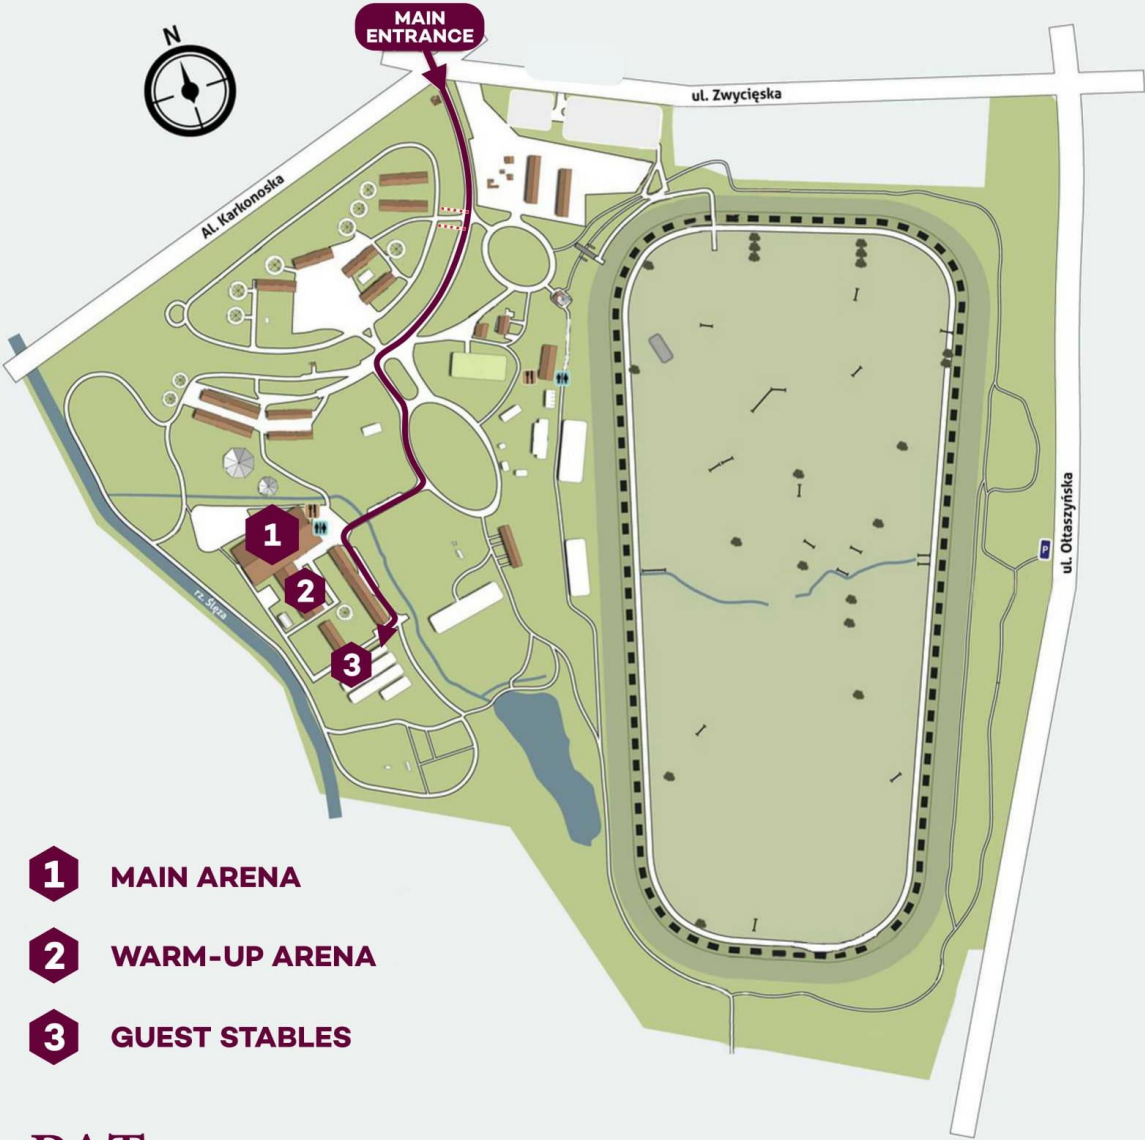 MAIN
ENTRANCE
N
ul. Zwycięska
Al. Karkonoska
ul. Ołtaszyńska
P
rz. Ślęza
1
2
3
1 MAIN ARENA
2 WARM-UP ARENA
3 GUEST STABLES